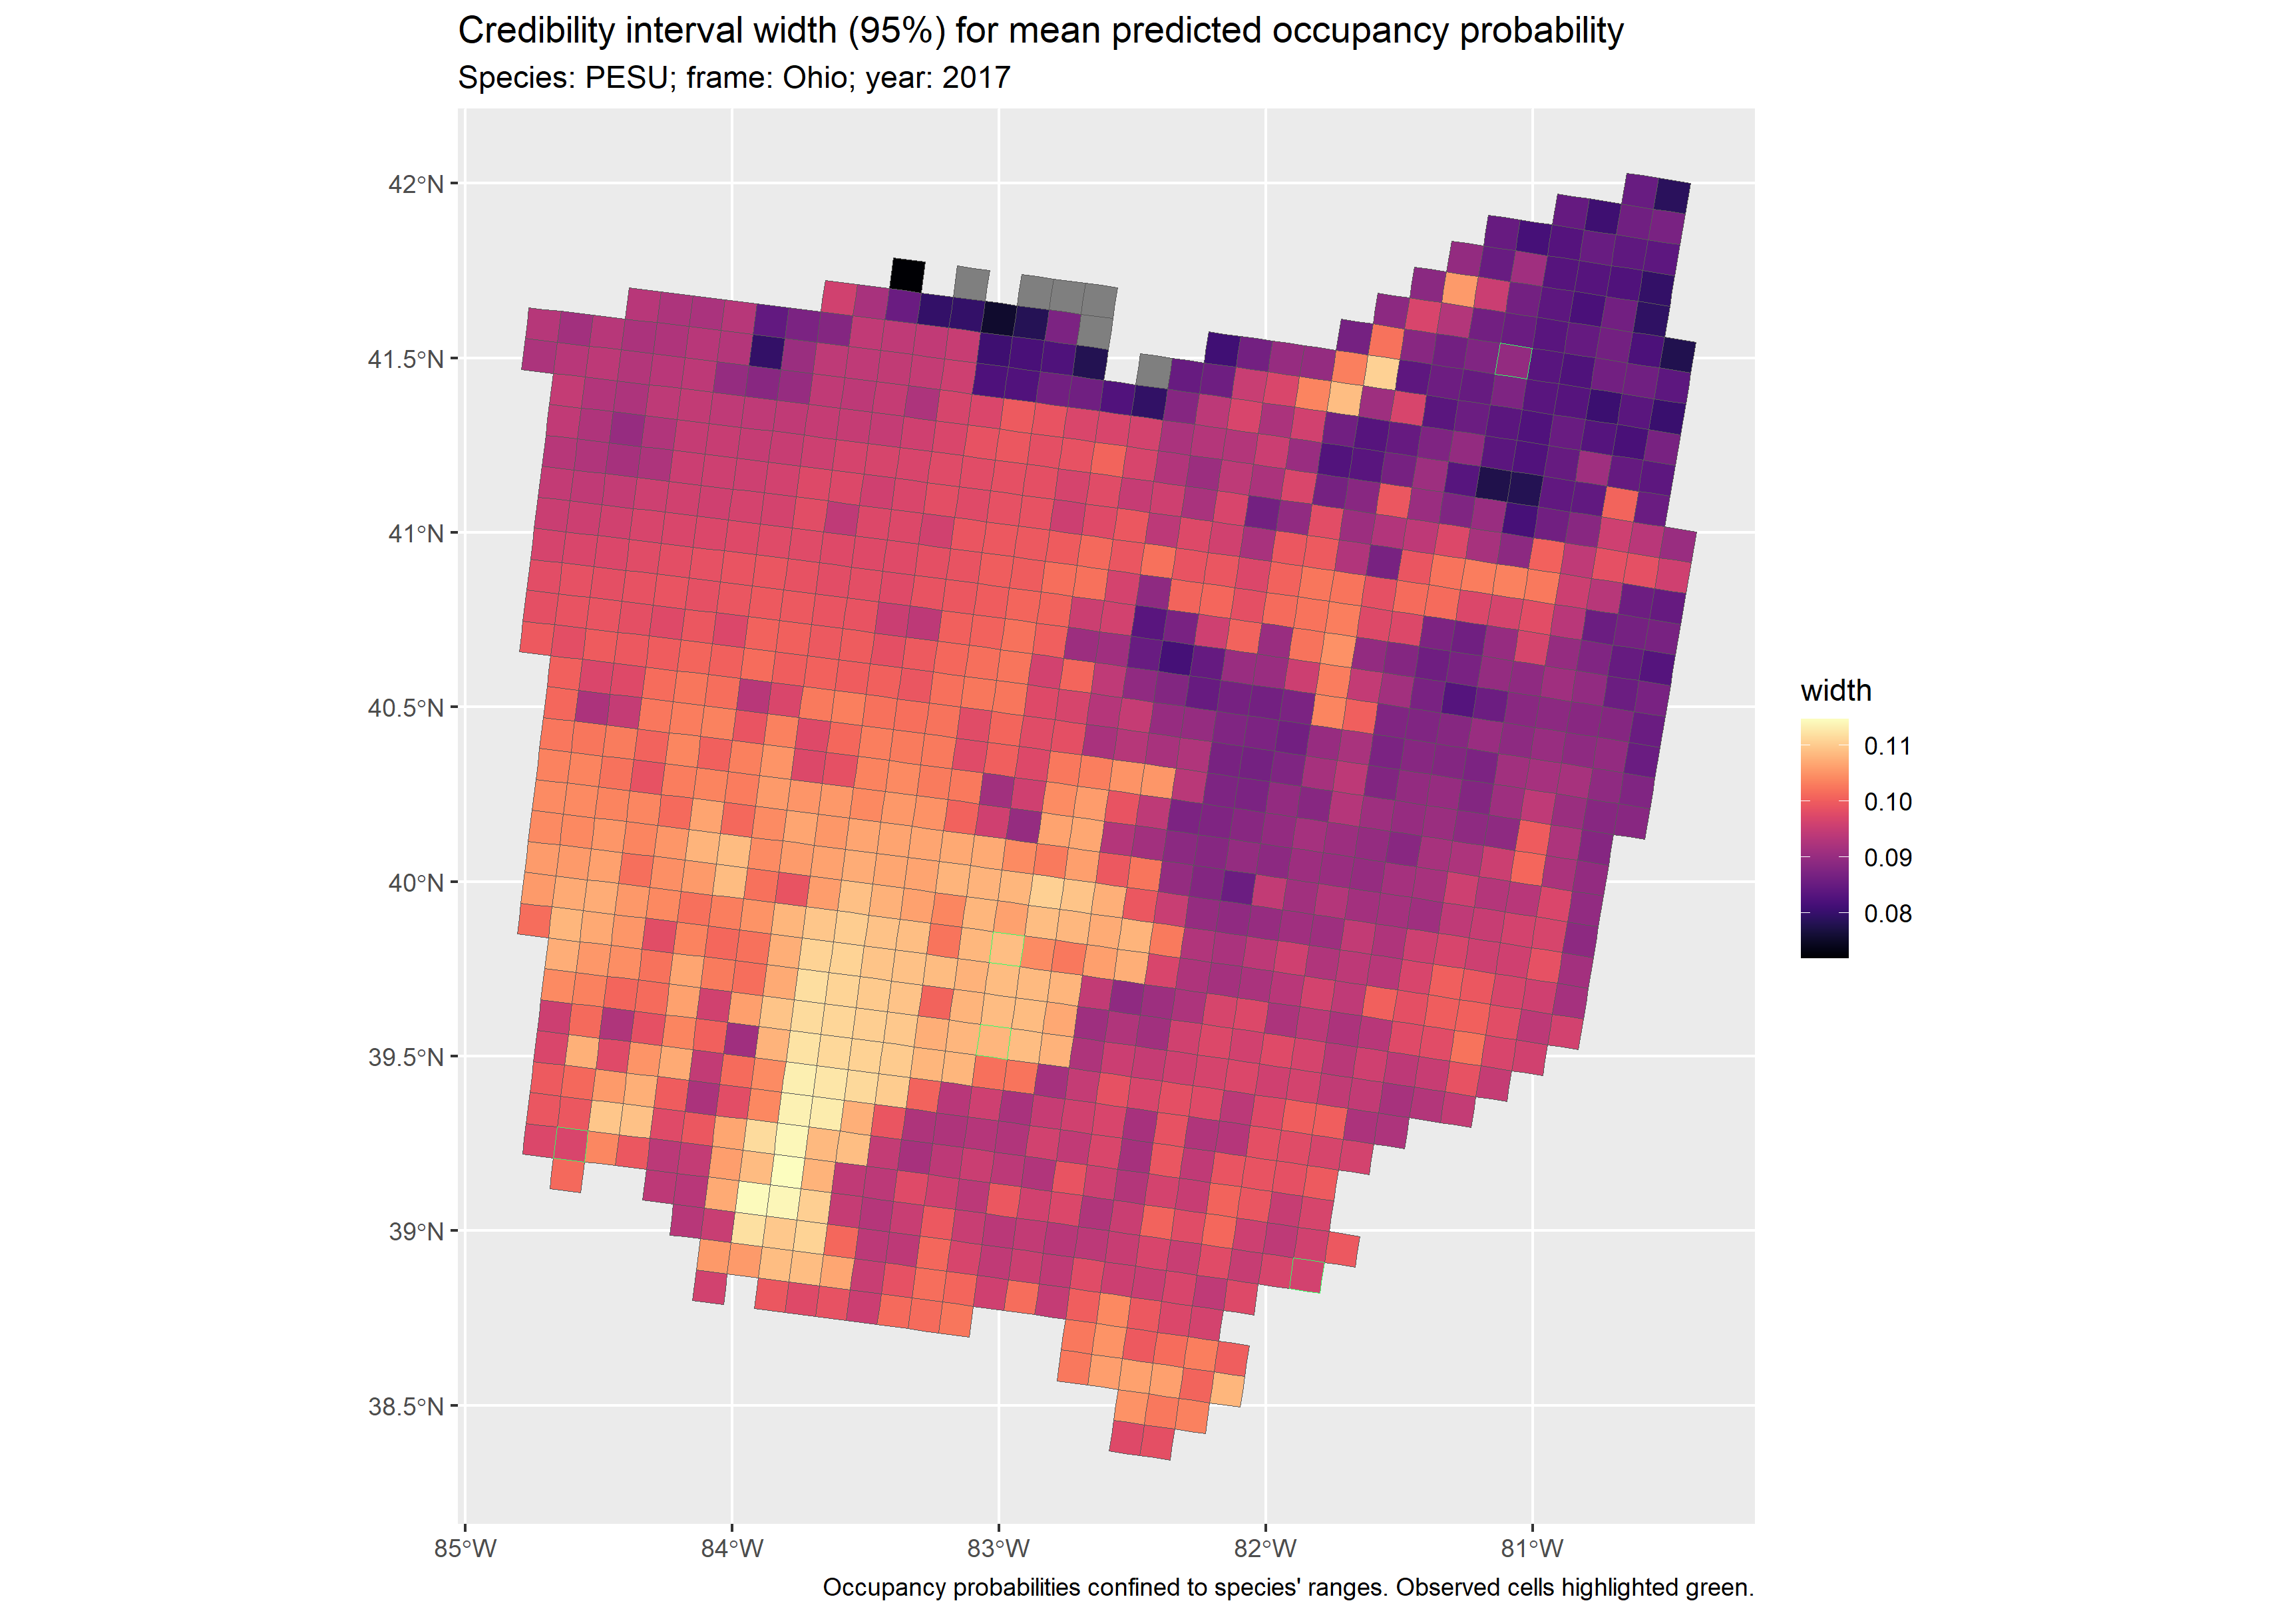 Credibility interval width (95%) for mean predicted occupancy probability
Species: PESU; frame: Ohio; year: 2017
42°N
41.5°N
41°N
40.5°N
40°N
39.5°N
39°N
38.5°N
85°W
84°W
83°W
82°W
81°W
width
0.11
0.10
0.09
0.08
Occupancy probabilities confined to species' ranges. Observed cells highlighted green.